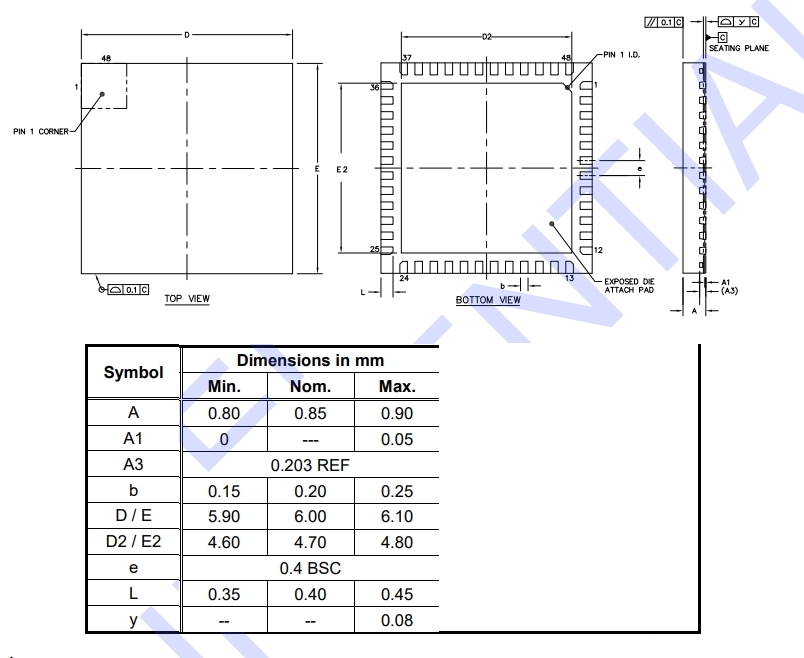 // 0.1 C
⌓ y C
C
SEATING PLANE
D
48
1
PIN 1 CORNER
E
⌓ 0.1 C
TOP VIEW
D2
37
48
PIN 1 I.D.
36
1
E2
e
25
12
24
13
L
b
EXPOSED DIE
ATTACH PAD
BOTTOM VIEW
A1
(A3)
A
Symbol
Dimensions in mm
Min. Nom. Max.
A 0.80 0.85 0.90
A1 0 --- 0.05
A3 0.203 REF
b 0.15 0.20 0.25
D / E 5.90 6.00 6.10
D2 / E2 4.60 4.70 4.80
e 0.4 BSC
L 0.35 0.40 0.45
y -- -- 0.08